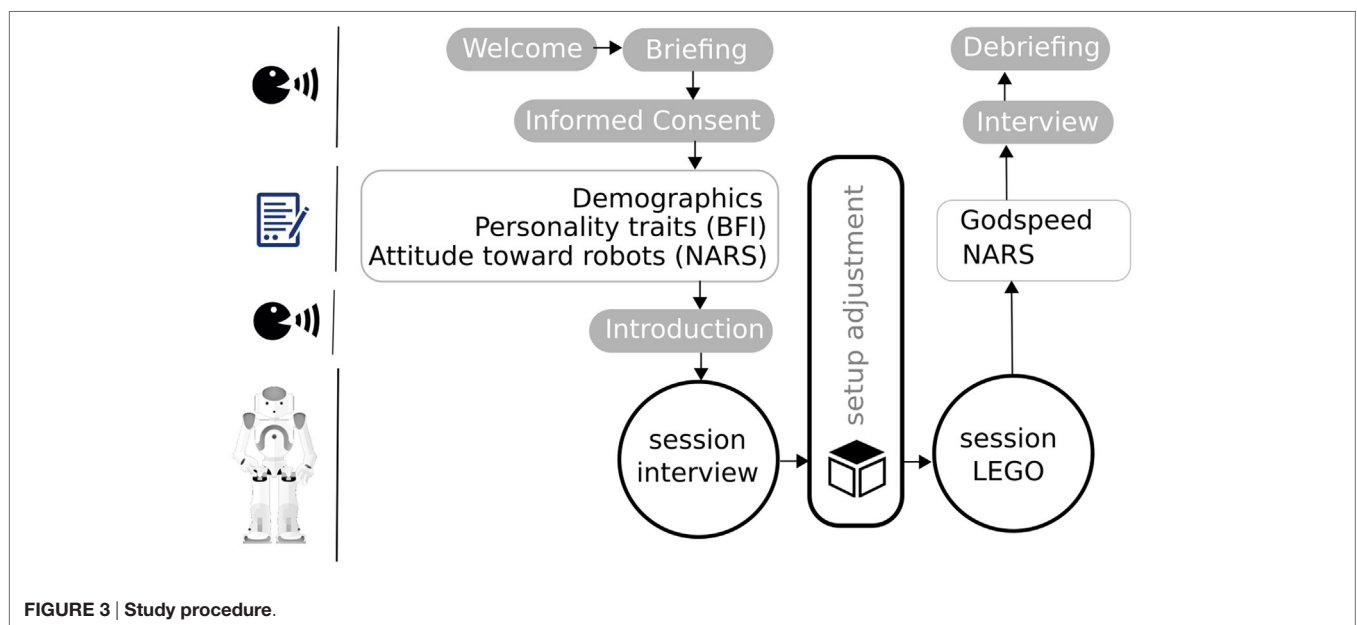 Welcome
Briefing
Informed Consent
Demographics
Personality traits (BFI)
Attitude toward robots (NARS)
Introduction
session
interview
setup adjustment
session
LEGO
Godspeed
NARS
Interview
Debriefing
FIGURE 3 | Study procedure.